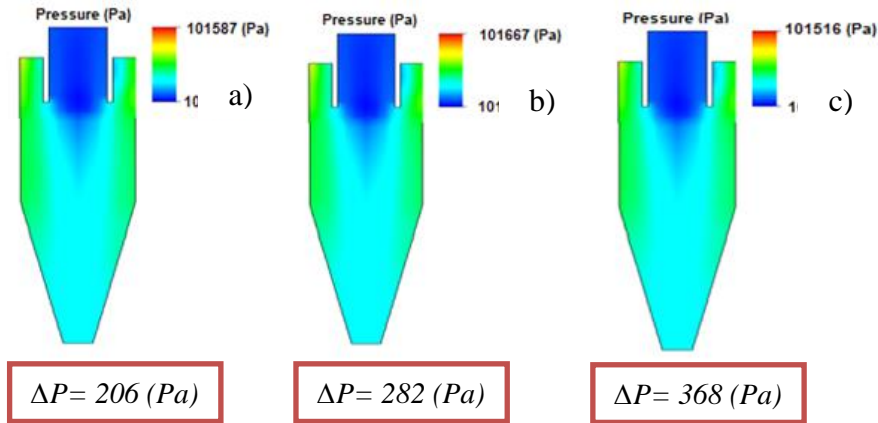 Pressure (Pa)
101587 (Pa)
a)
Pressure (Pa)
101667 (Pa)
101
b)
Pressure (Pa)
101516 (Pa)
c)
ΔP= 206 (Pa)
ΔP= 282 (Pa)
ΔP= 368 (Pa)